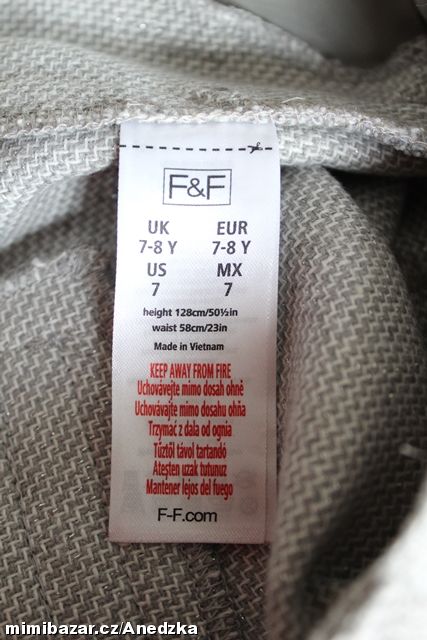 F&F
UK EUR
7-8 Y 7-8 Y
US MX
7 7
height 128cm/50½in
waist 58cm/23in
Made in Vietnam
KEEP AWAY FROM FIRE
Uchovávejte mimo dosah ohně
Uchovávajte mimo dosahu ohňa
Trzymać z dala od ognia
Tűztől távol tartandó
Ateşten uzak tutunuz
Mantener lejos del fuego
F-F.com
mimibazar.cz/Anedzka